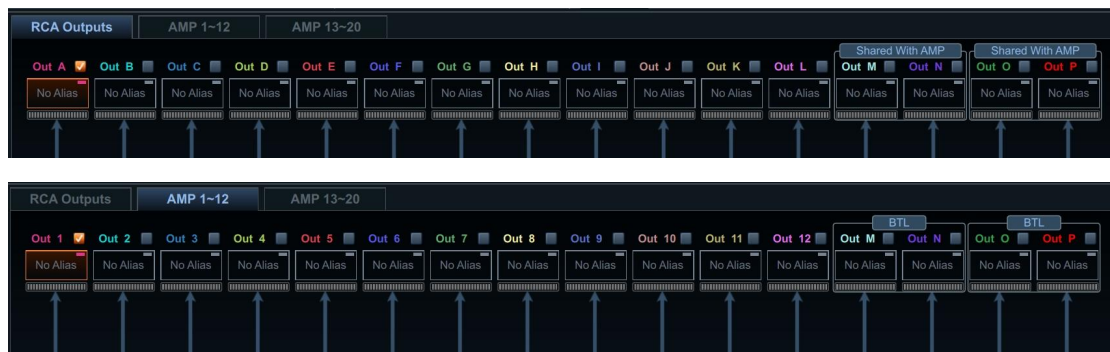 RCA Outputs AMP 1~12 AMP 13~20
Shared With AMP Shared With AMP
Out A Out B Out C Out D Out E Out F Out G Out H Out I Out J Out K Out L Out M Out N Out O Out P
No Alias No Alias No Alias No Alias No Alias No Alias No Alias No Alias No Alias No Alias No Alias No Alias No Alias No Alias No Alias No Alias
RCA Outputs AMP 1~12 AMP 13~20
BTL BTL
Out 1 Out 2 Out 3 Out 4 Out 5 Out 6 Out 7 Out 8 Out 9 Out 10 Out 11 Out 12 Out M Out N Out O Out P
No Alias No Alias No Alias No Alias No Alias No Alias No Alias No Alias No Alias No Alias No Alias No Alias No Alias No Alias No Alias No Alias